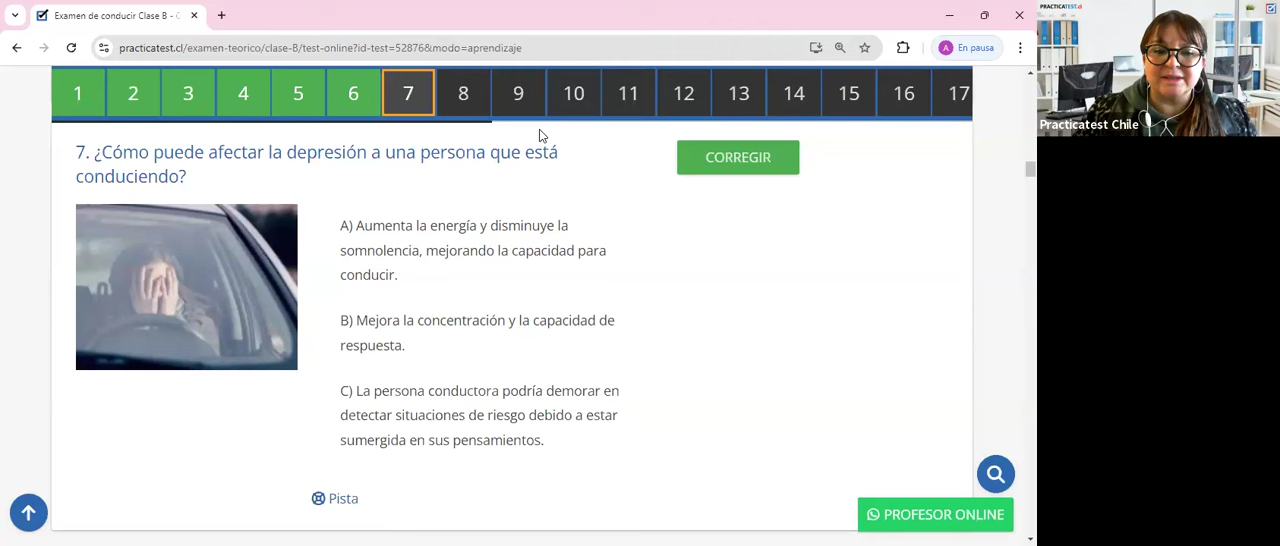 Examen de conducir Clase B - C
practicatest.cl/examen-teorico/clase-B/test-online?id-test=52876&modo=aprendizaje
En pausa
PRACTICATEST.cl
Practicatest Chile
1 2 3 4 5 6 7 8 9 10 11 12 13 14 15 16 17
7. ¿Cómo puede afectar la depresión a una persona que está
conduciendo?
CORREGIR
A) Aumenta la energía y disminuye la
somnolencia, mejorando la capacidad para
conducir.
B) Mejora la concentración y la capacidad de
respuesta.
C) La persona conductora podría demorar en
detectar situaciones de riesgo debido a estar
sumergida en sus pensamientos.
Pista
PROFESOR ONLINE